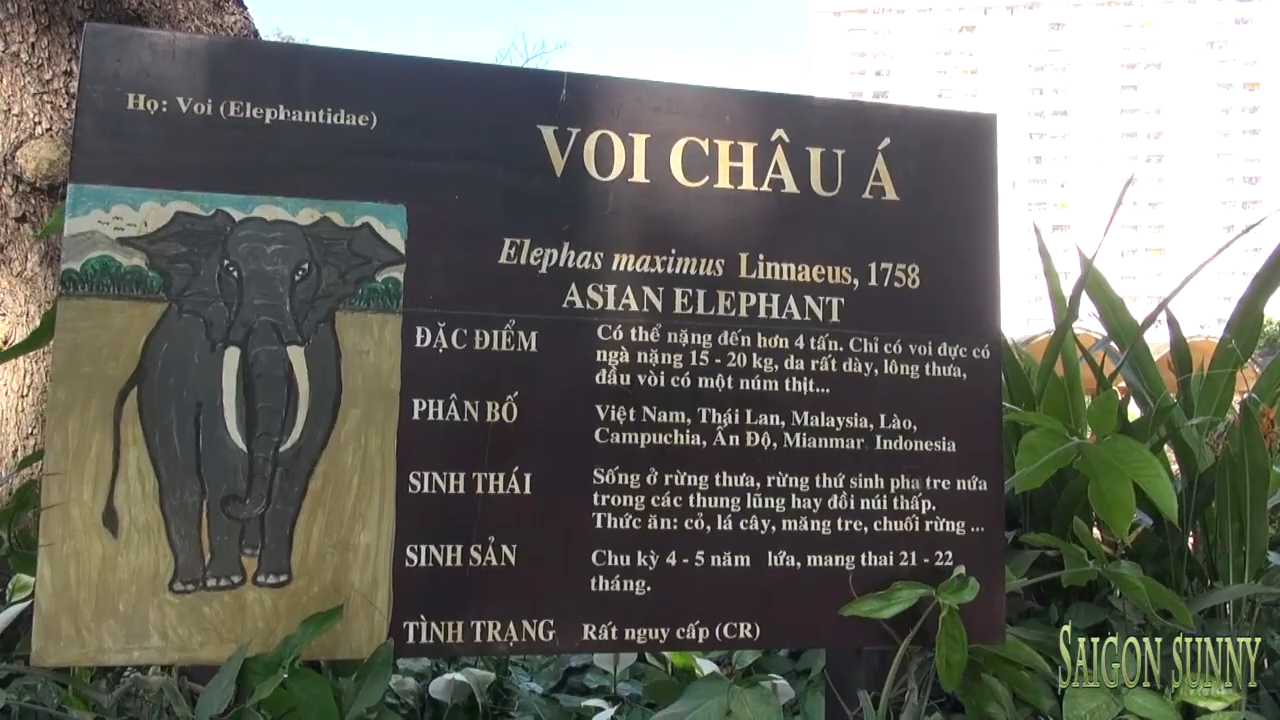 Họ: Voi (Elephantidae)
VOI CHÂU Á
Elephas maximus Linnaeus, 1758
ASIAN ELEPHANT
ĐẶC ĐIỂM
Có thể nặng đến hơn 4 tấn. Chỉ có voi đực có
ngà nặng 15 - 20 kg, da rất dày, lông thưa,
đầu vòi có một núm thịt...
PHÂN BỐ
Việt Nam, Thái Lan, Malaysia, Lào,
Campuchia, Ấn Độ, Mianmar Indonesia
SINH THÁI
Sống ở rừng thưa, rừng thứ sinh pha tre nứa
trong các thung lũng hay đồi núi thấp.
Thức ăn: cỏ, lá cây, măng tre, chuối rừng ...
SINH SẢN
Chu kỳ 4 - 5 năm lứa, mang thai 21 - 22
tháng.
TÌNH TRẠNG
Rất nguy cấp (CR)
SAIGON SUNNY